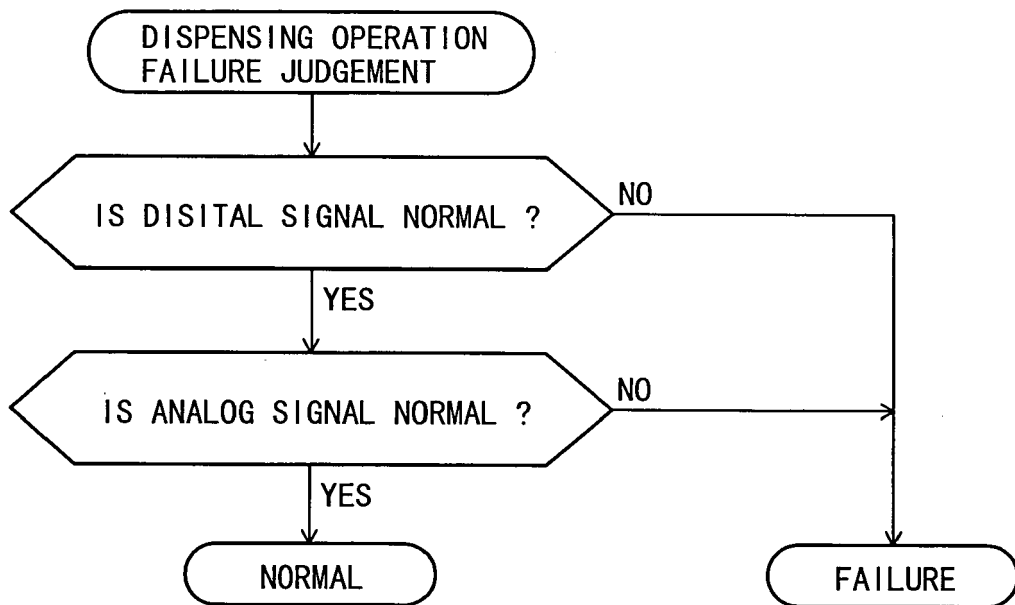 DISPENSING OPERATION
FAILURE JUDGEMENT
IS DISITAL SIGNAL NORMAL ?
NO
YES
IS ANALOG SIGNAL NORMAL ?
NO
YES
NORMAL
FAILURE